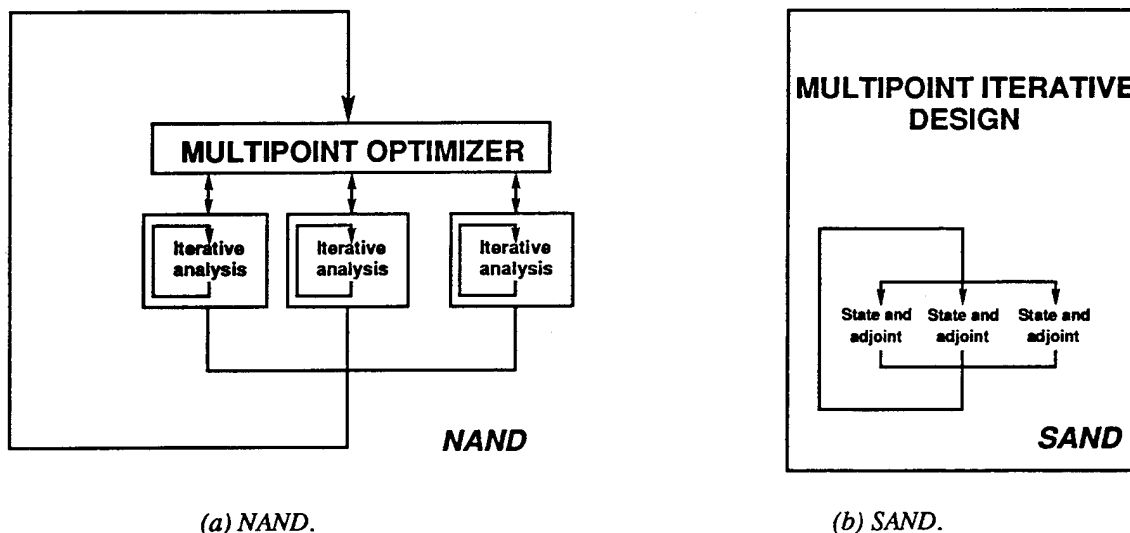 MULTIPOINT OPTIMIZER
Iterative
analysis
Iterative
analysis
Iterative
analysis
NAND
(a) NAND.
MULTIPOINT ITERATIVE
DESIGN
State and
adjoint
State and
adjoint
State and
adjoint
SAND
(b) SAND.